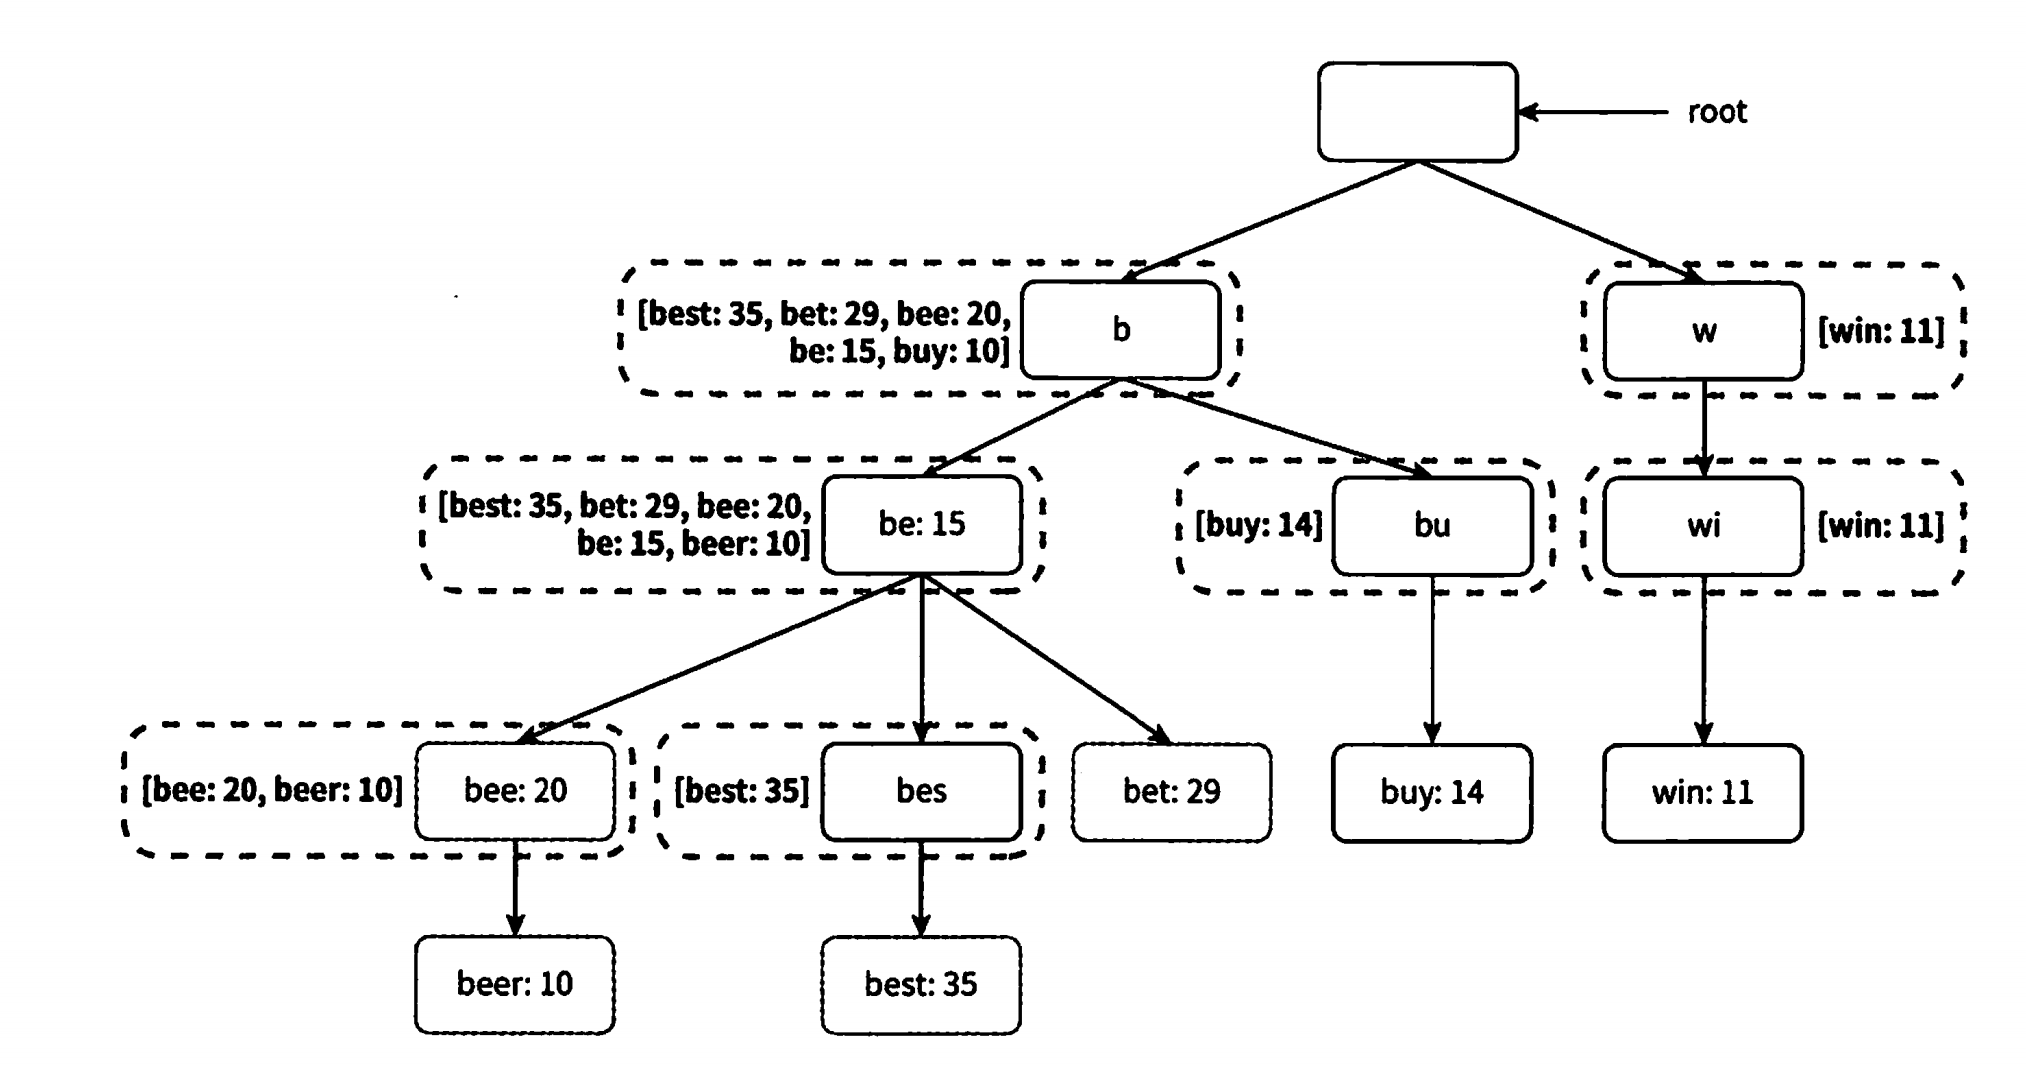 root
[best: 35, bet: 29, bee: 20,
be: 15, buy: 10]
b
w
[win: 11]
[best: 35, bet: 29, bee: 20,
be: 15, beer: 10]
be: 15
[buy: 14]
bu
wi
[win: 11]
[bee: 20, beer: 10]
bee: 20
[best: 35]
bes
bet: 29
buy: 14
win: 11
beer: 10
best: 35